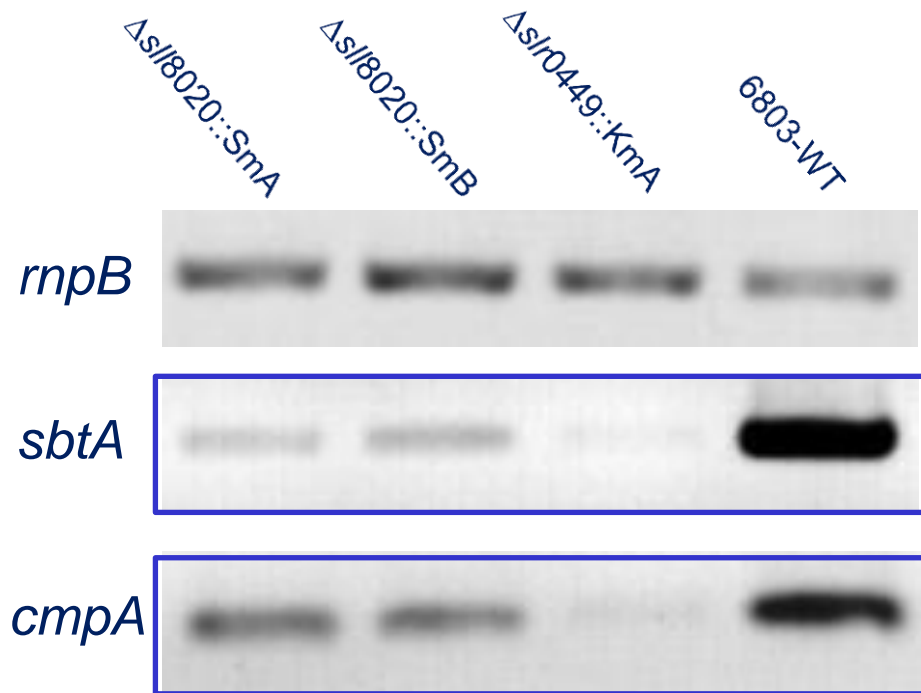 Δsll8020::SmA
Δsll8020::SmB
Δslr0449::KmA
6803-WT
rnpB
sbtA
cmpA